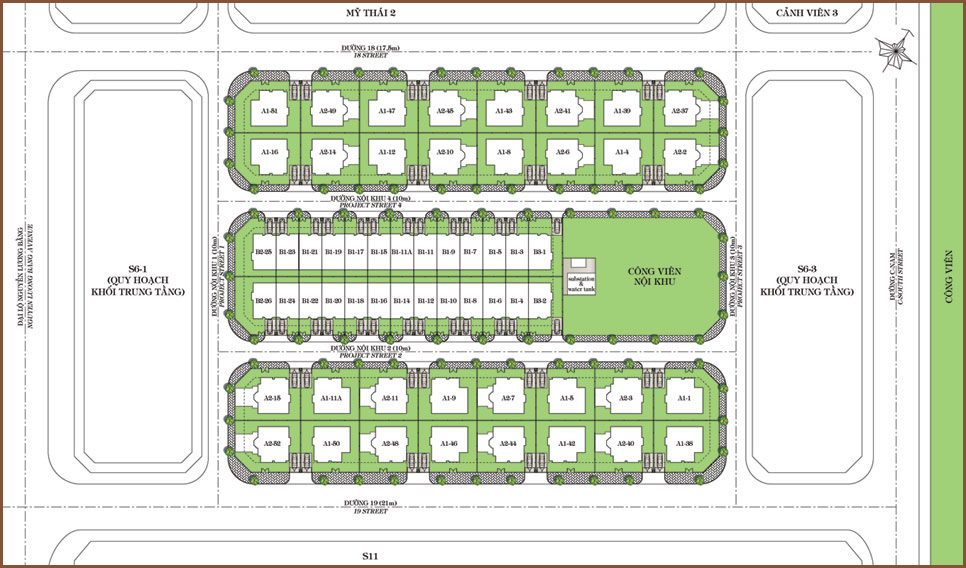 MỸ THÁI 2
CẢNH VIÊN 3
ĐƯỜNG 18 (17,5m)
18 STREET
A1-51
A2-49
A1-47
A2-45
A1-43
A2-41
A1-39
A2-37
A1-16
A2-14
A1-12
A2-10
A1-8
A2-6
A1-4
A2-2
ĐƯỜNG NỘI KHU 4 (10m)
PROJECT STREET 4
ĐẠI LỘ NGUYỄN LƯƠNG BẰNG
NGUYEN LUONG BANG AVENUE
S6-1
(QUY HOẠCH
KHỐI TRUNG TẦNG)
ĐƯỜNG NỘI KHU 1 (10m)
PROJECT STREET 1
B2-25
B1-23
B1-21
B1-19
B1-17
B1-15
B1-11A
B1-11
B1-9
B1-7
B1-5
B1-3
B3-1
B2-26
B1-24
B1-22
B1-20
B1-18
B1-16
B1-14
B1-12
B1-10
B1-8
B1-6
B1-4
B3-2
substation
&
water tank
CÔNG VIÊN
NỘI KHU
ĐƯỜNG NỘI KHU 3 (10m)
PROJECT STREET 3
S6-3
(QUY HOẠCH
KHỐI TRUNG TẦNG)
ĐƯỜNG C-NAM
C-SOUTH STREET
CÔNG VIÊN
ĐƯỜNG NỘI KHU 2 (10m)
PROJECT STREET 2
A2-15
A1-11A
A2-11
A1-9
A2-7
A1-5
A2-3
A1-1
A2-52
A1-50
A2-48
A1-46
A2-44
A1-42
A2-40
A1-38
ĐƯỜNG 19 (21m)
19 STREET
S11